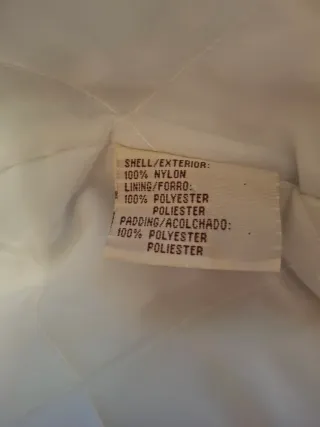 SHELL/EXTERIOR:
100% NYLON
LINING/FORRO:
100% POLYESTER
POLIESTER
PADDING/ACOLCHADO:
100% POLYESTER
POLIESTER